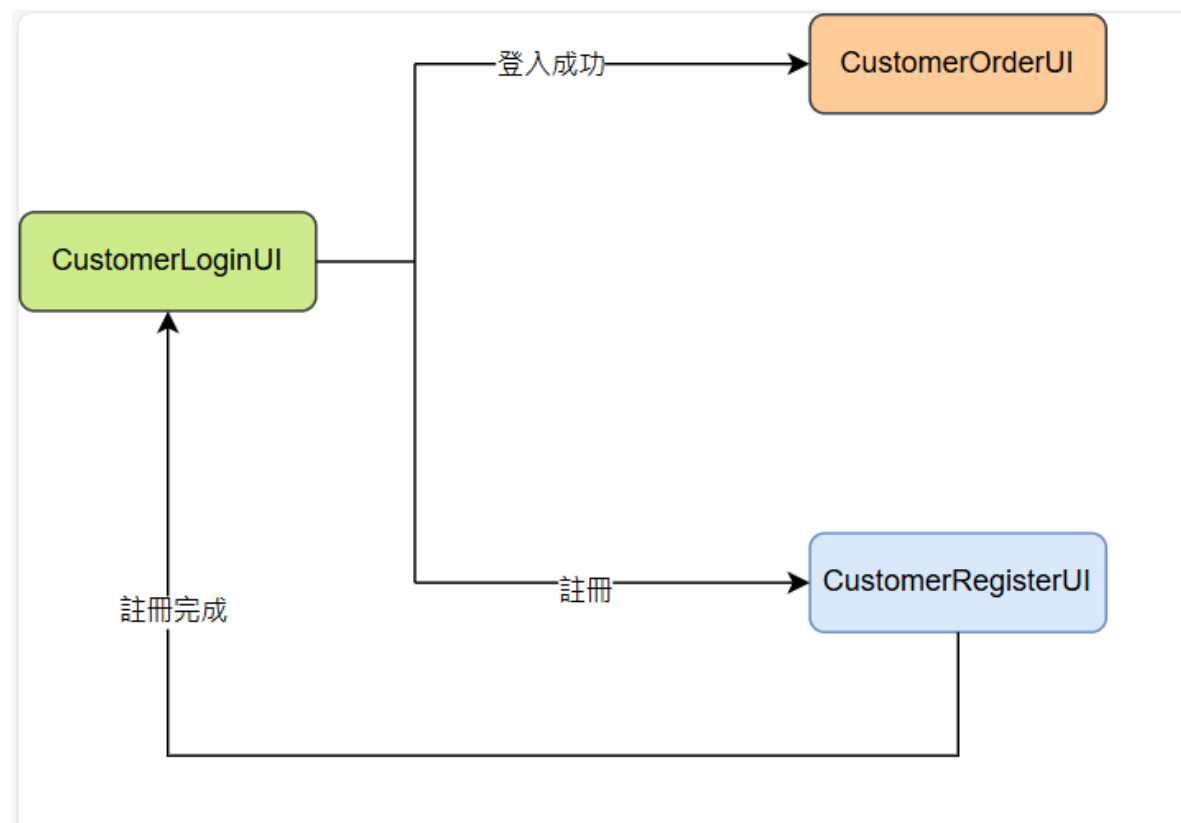 登入成功
CustomerOrderUI
CustomerLoginUI
註冊
CustomerRegisterUI
註冊完成